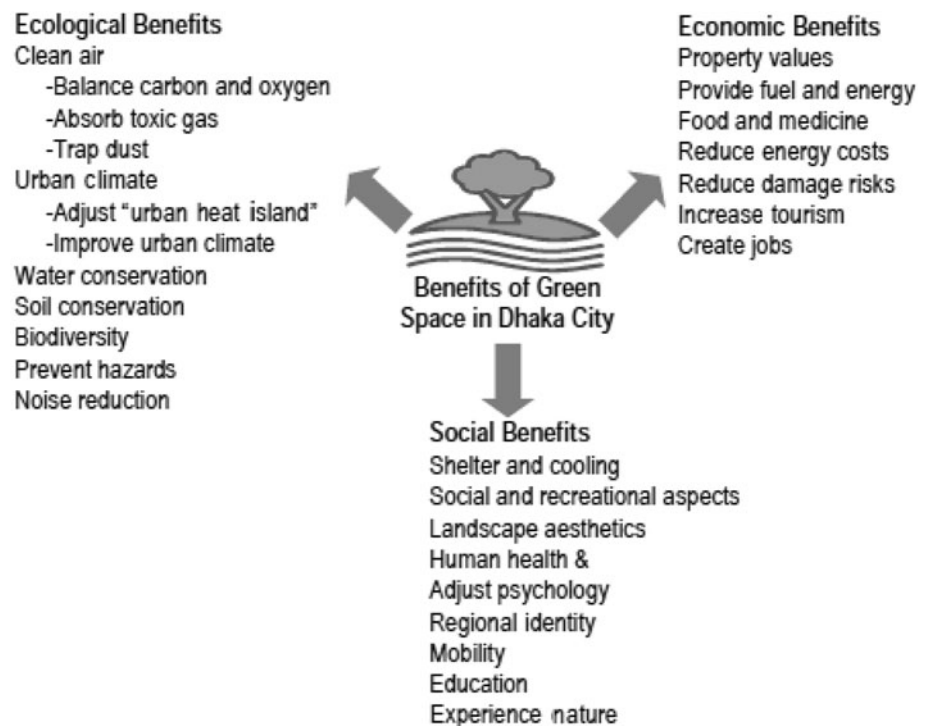 Ecological Benefits
Clean air
-Balance carbon and oxygen
-Absorb toxic gas
-Trap dust
Urban climate
-Adjust "urban heat island"
-Improve urban climate
Water conservation
Soil conservation
Biodiversity
Prevent hazards
Noise reduction
Economic Benefits
Property values
Provide fuel and energy
Food and medicine
Reduce energy costs
Reduce damage risks
Increase tourism
Create jobs
Benefits of Green
Space in Dhaka City
Social Benefits
Shelter and cooling
Social and recreational aspects
Landscape aesthetics
Human health &
Adjust psychology
Regional identity
Mobility
Education
Experience nature